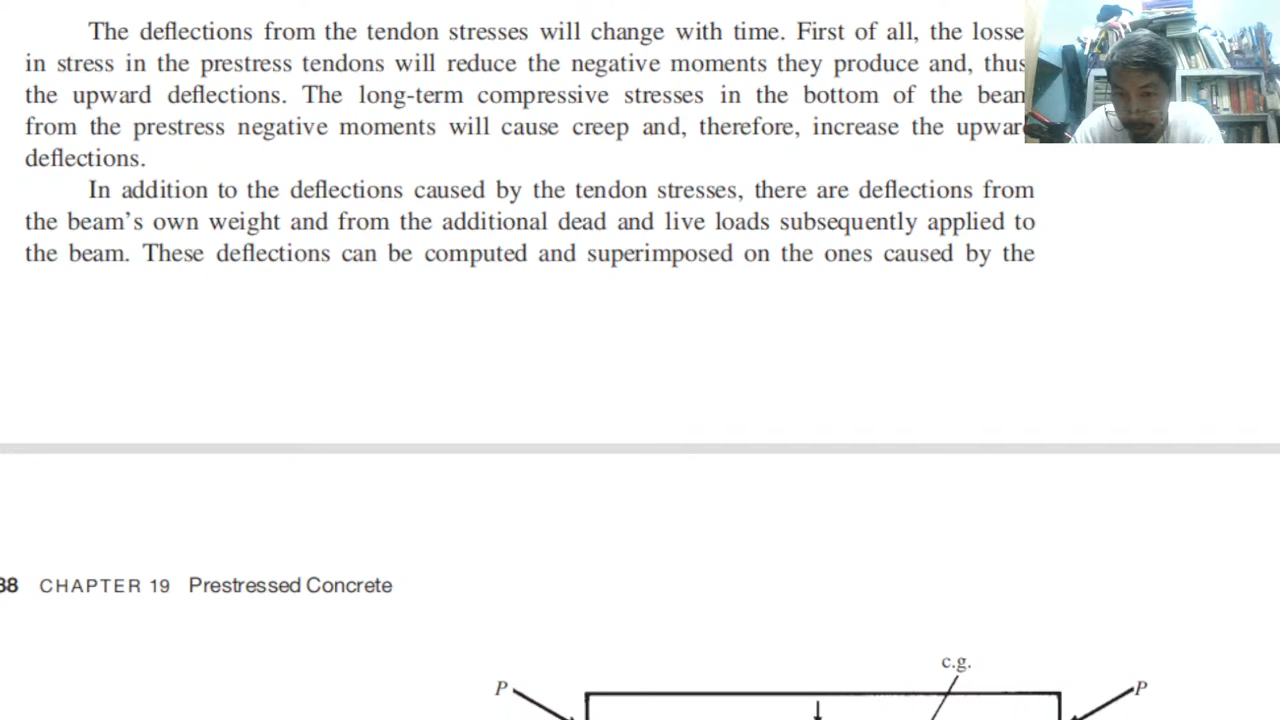 The deflections from the tendon stresses will change with time. First of all, the losse
in stress in the prestress tendons will reduce the negative moments they produce and, thus
the upward deflections. The long-term compressive stresses in the bottom of the bean
from the prestress negative moments will cause creep and, therefore, increase the upwar
deflections.
In addition to the deflections caused by the tendon stresses, there are deflections from
the beam’s own weight and from the additional dead and live loads subsequently applied to
the beam. These deflections can be computed and superimposed on the ones caused by the
38 CHAPTER 19 Prestressed Concrete
c.g.
P P